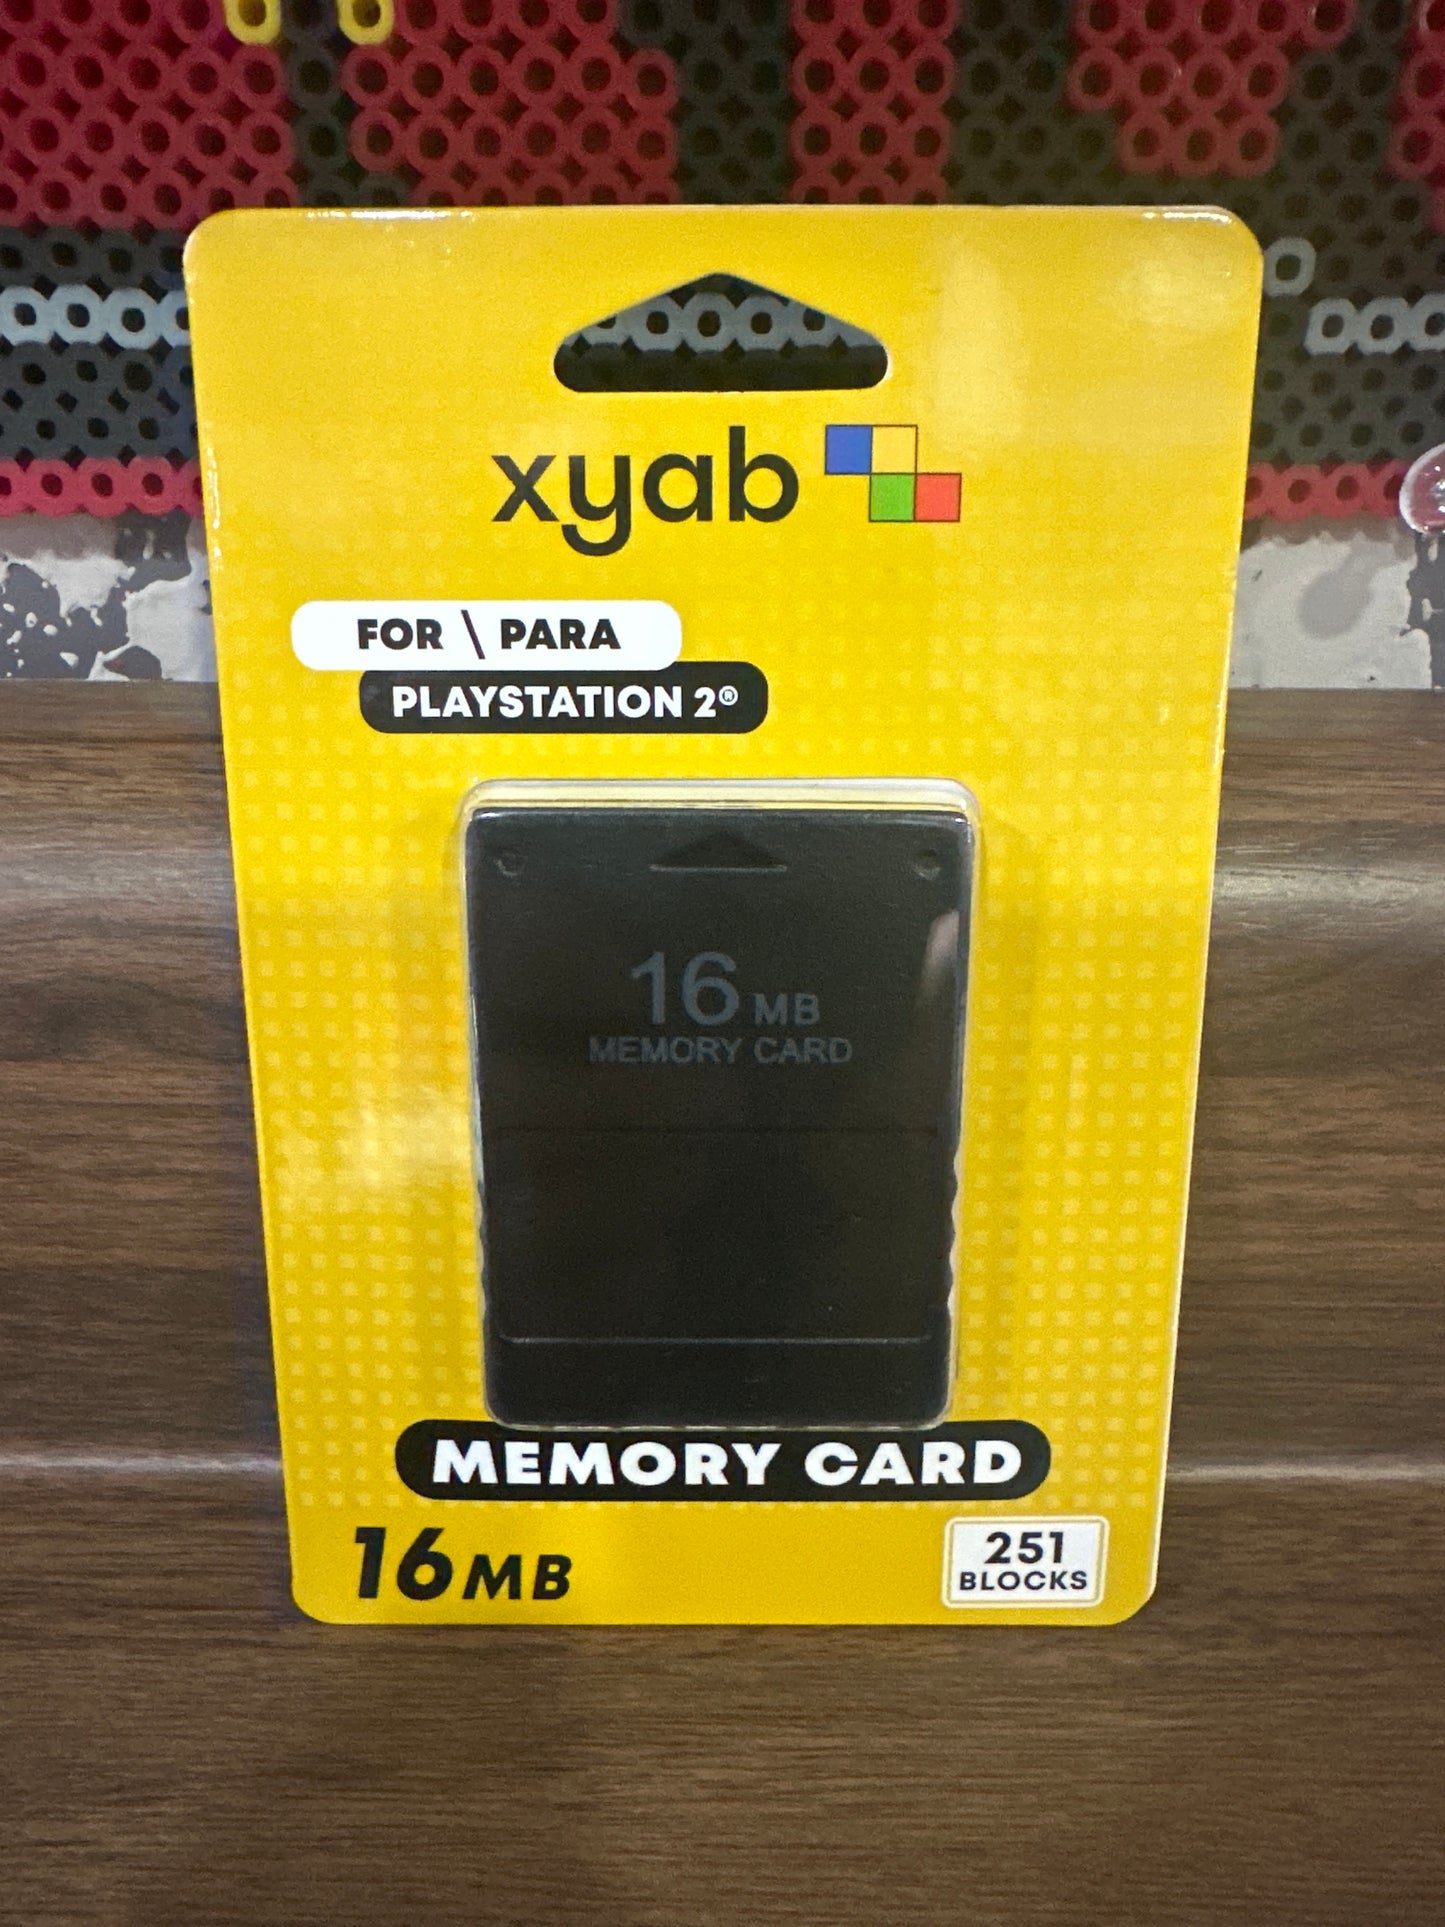 xyab
FOR \ PARA
PLAYSTATION 2®
16 MB
MEMORY CARD
MEMORY CARD
16MB
251
BLOCKS